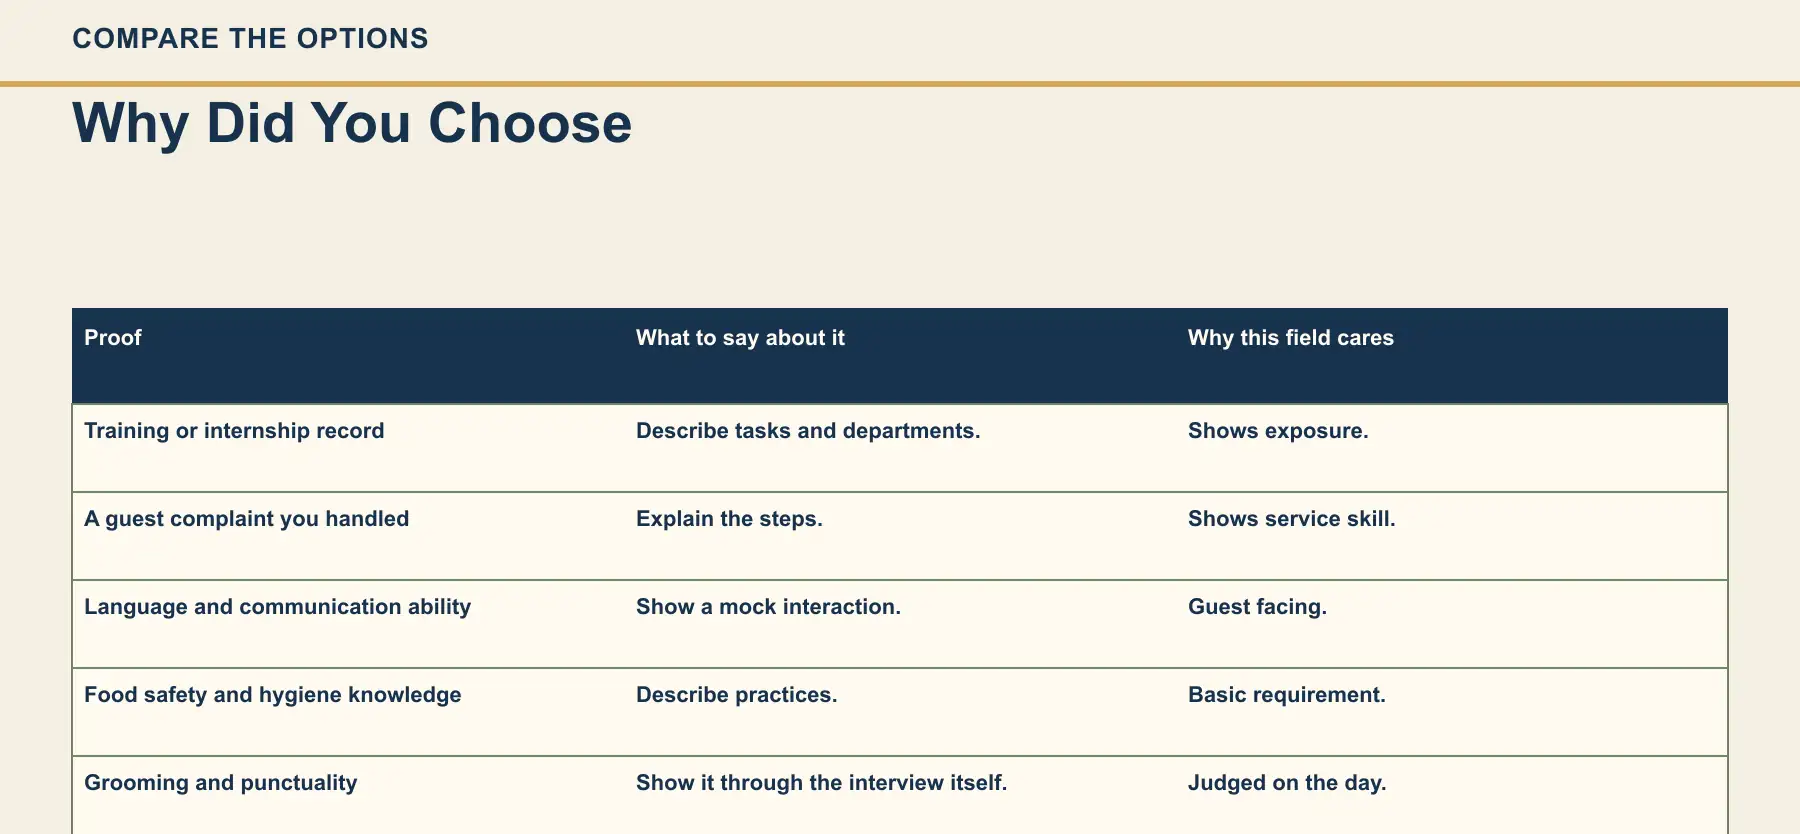 COMPARE THE OPTIONS
Why Did You Choose
Proof What to say about it Why this field cares
Training or internship record Describe tasks and departments. Shows exposure.
A guest complaint you handled Explain the steps. Shows service skill.
Language and communication ability Show a mock interaction. Guest facing.
Food safety and hygiene knowledge Describe practices. Basic requirement.
Grooming and punctuality Show it through the interview itself. Judged on the day.